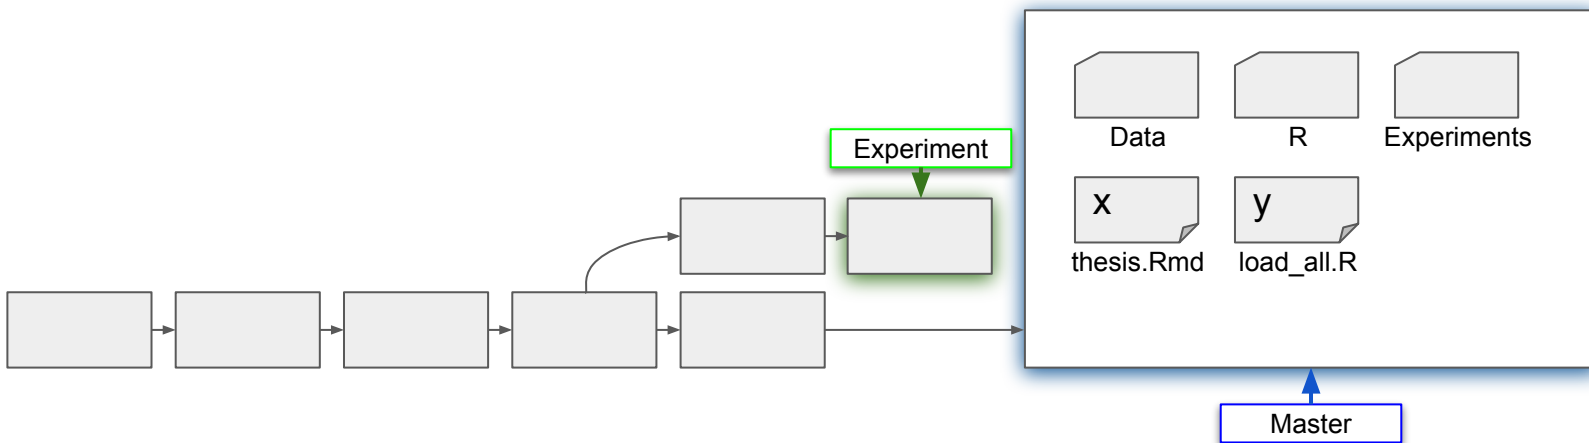 Data
R
Experiments
Experiment
x
y
thesis.Rmd
load_all.R
Master